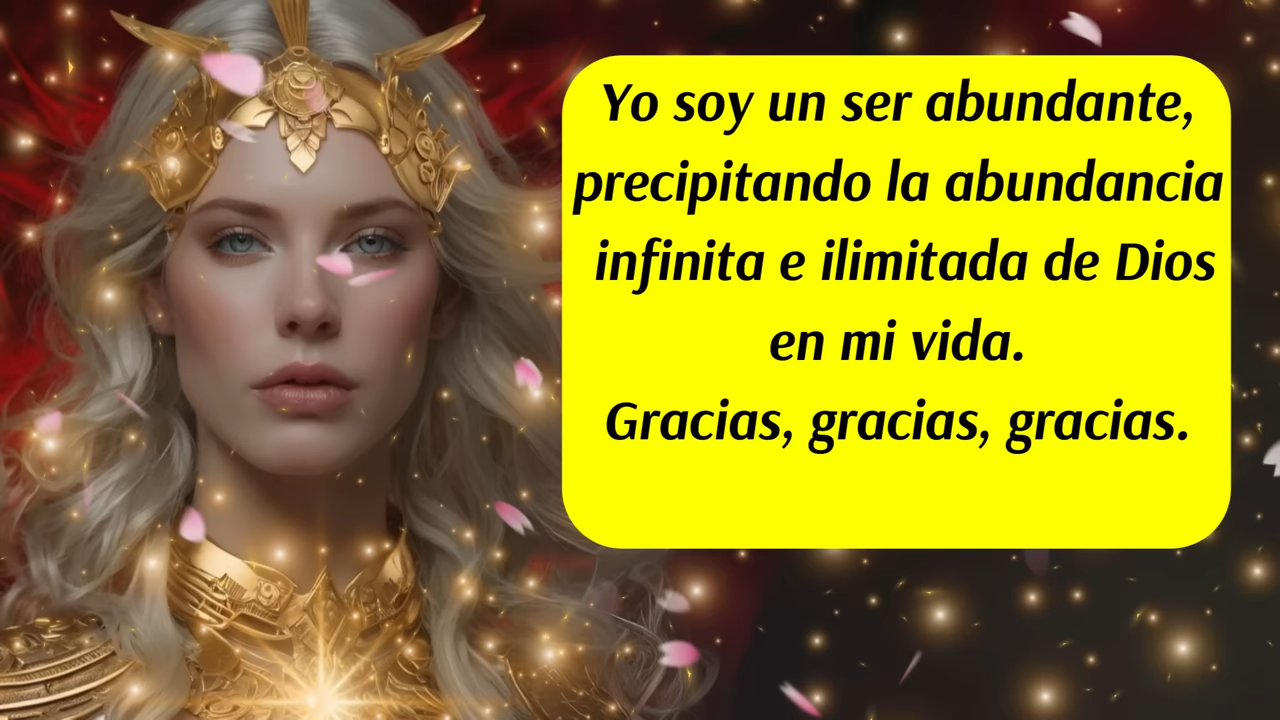 Yo soy un ser abundante,
precipitando la abundancia
infinita e ilimitada de Dios
en mi vida.
Gracias, gracias, gracias.